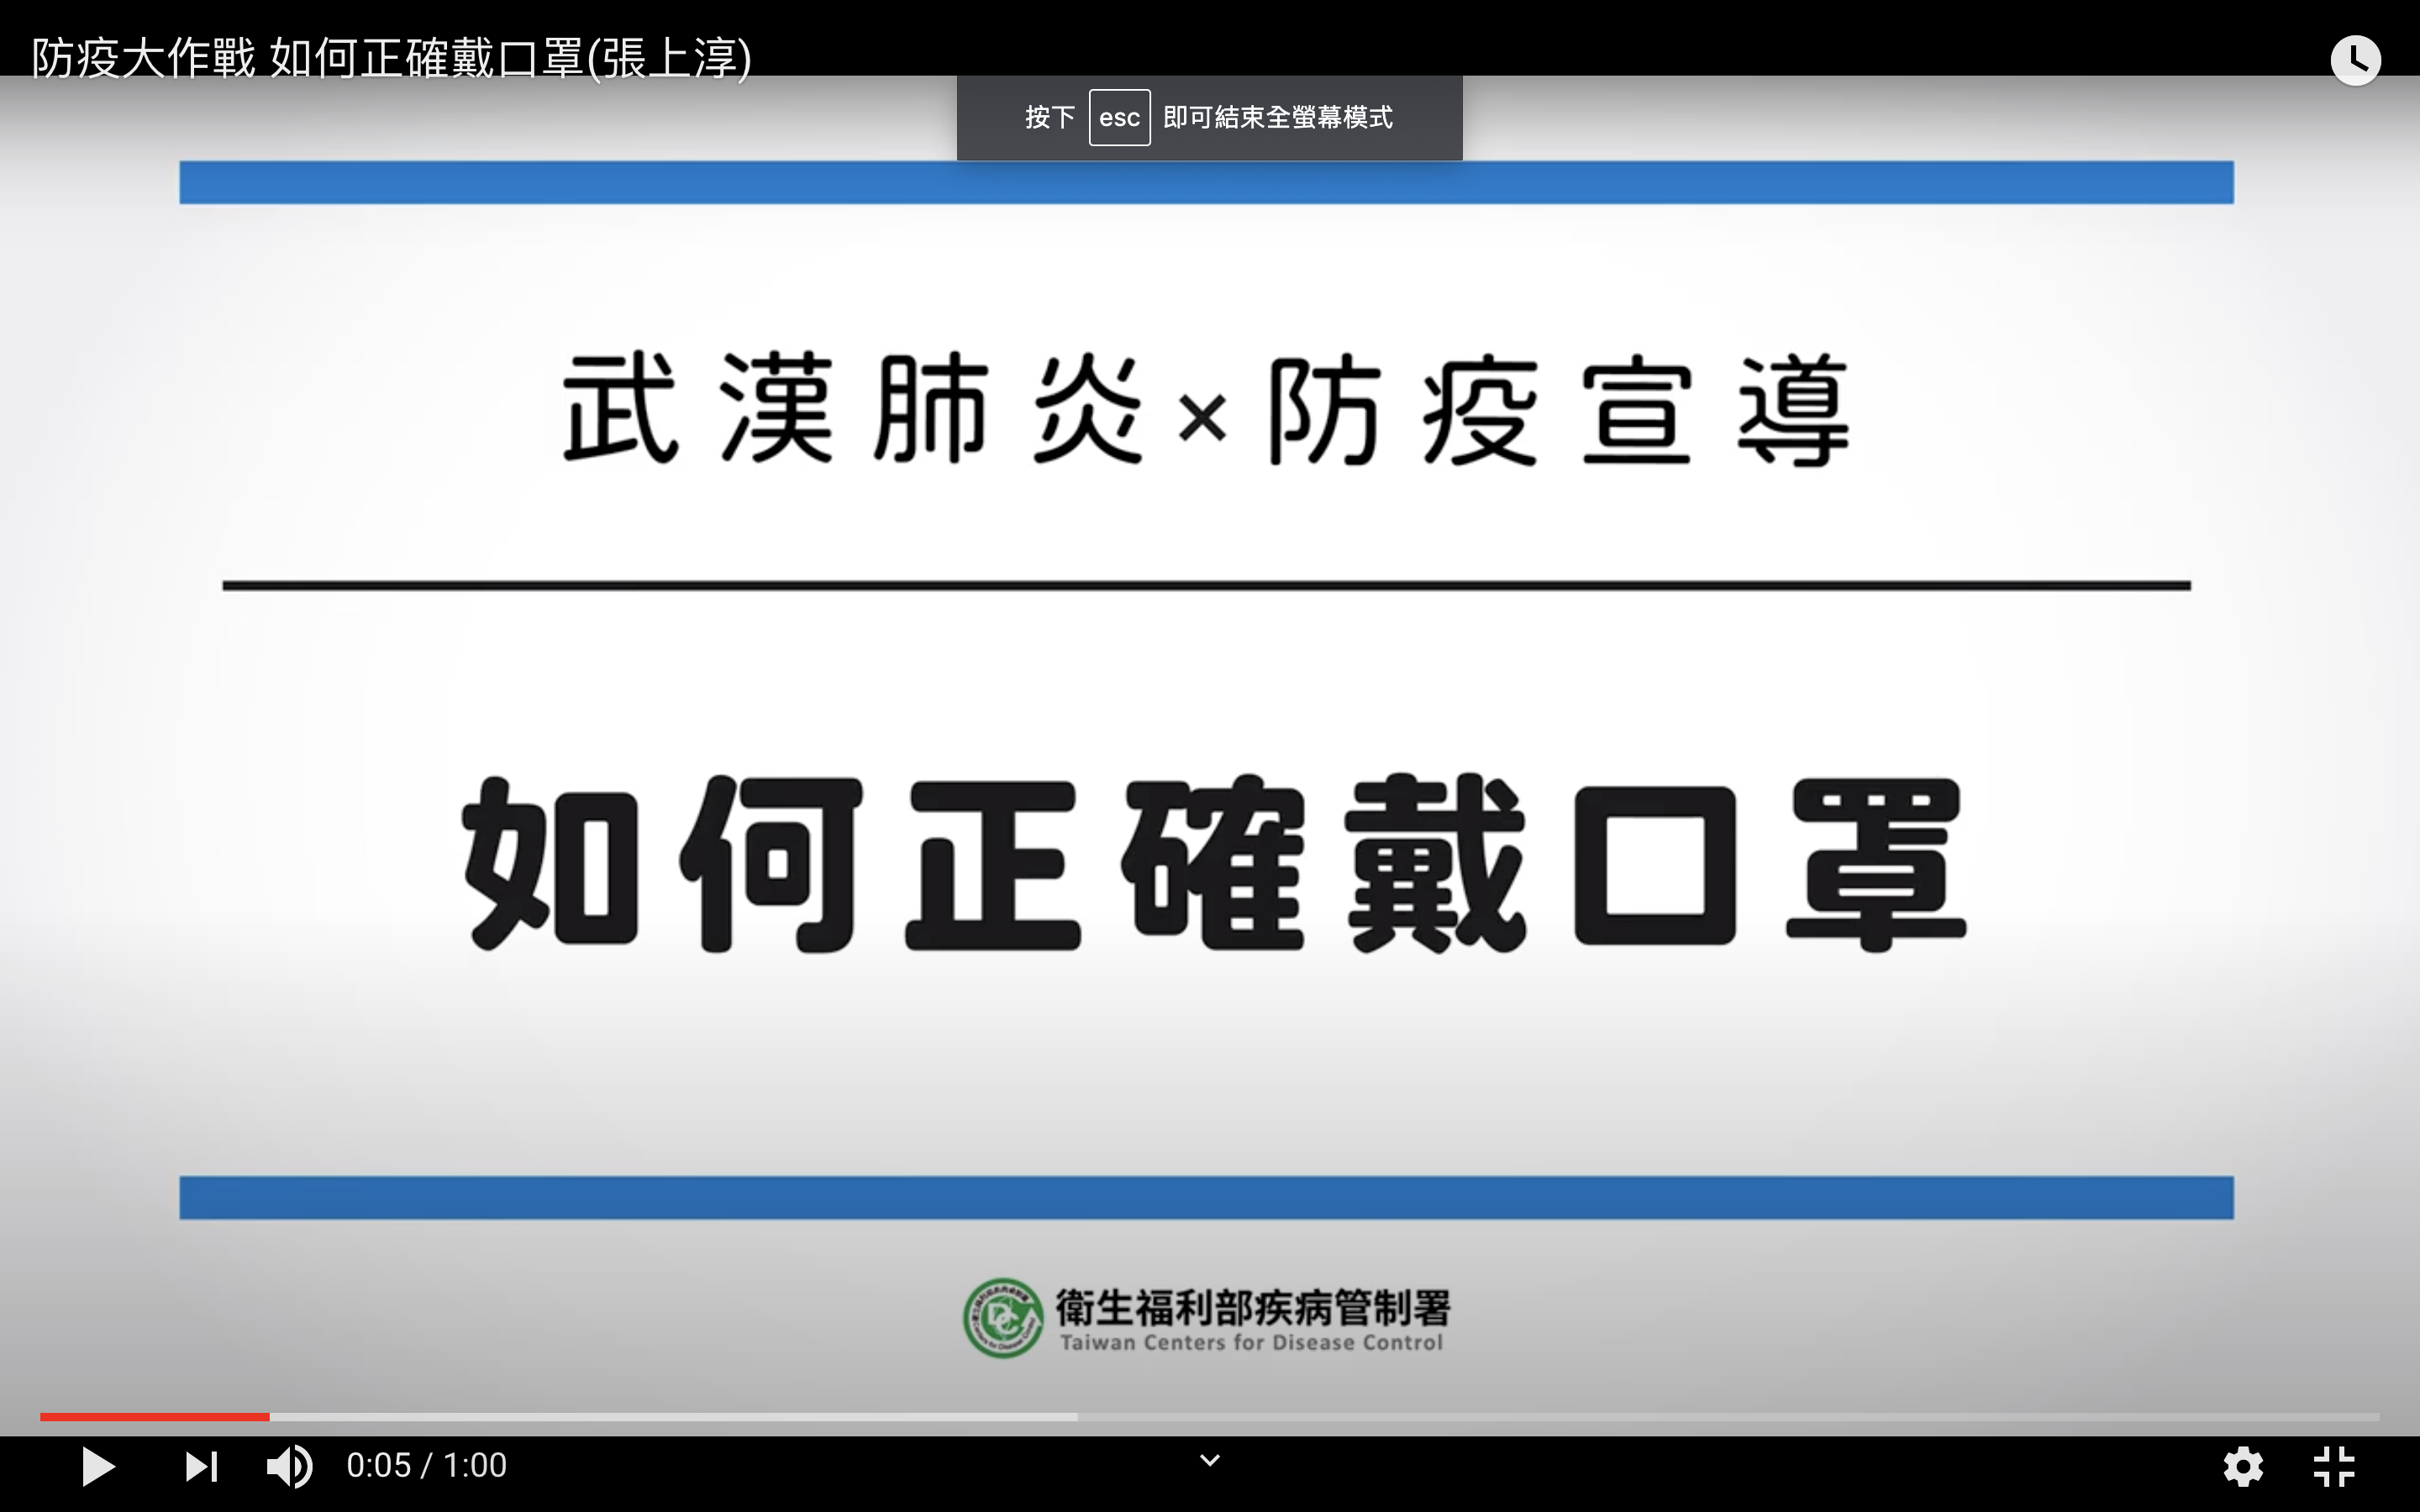 防疫大作戰 如何正確戴口罩(張上淳)
按下 esc 即可結束全螢幕模式
武漢肺炎×防疫宣導
如何正確戴口罩
衛生福利部疾病管制署
Taiwan Centers for Disease Control
0:05 / 1:00